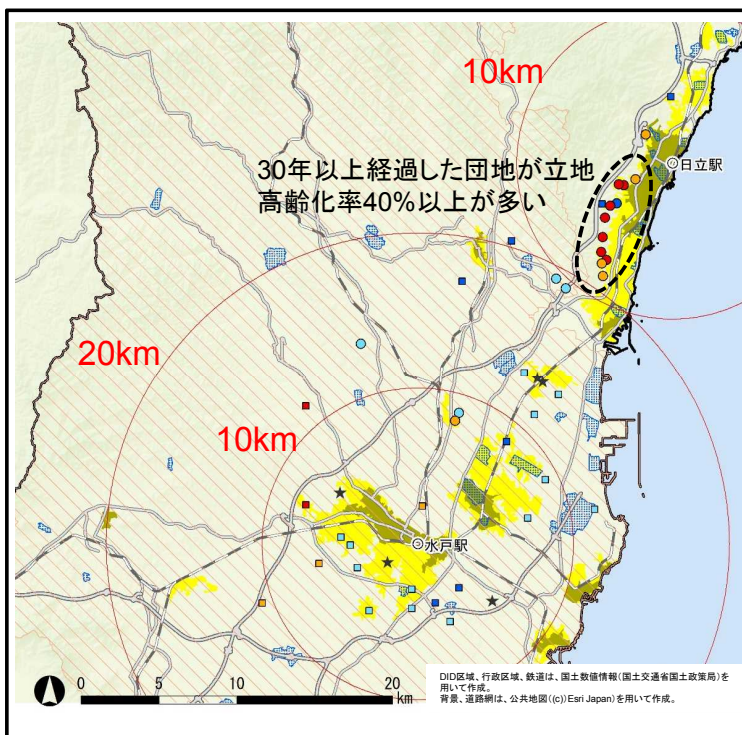 10km
日立駅
30年以上経過した団地が立地
高齢化率40%以上が多い
20km
10km
水戸駅
0 5 10 20
km
DID区域、行政区域、鉄道は、国土数値情報(国土交通省国土政策局)を
用いて作成。
背景、道路網は、公共地図((c))Esri Japan)を用いて作成。